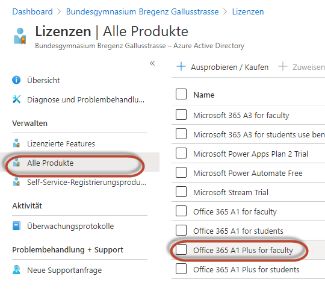 Dashboard > Bundesgymnasium Bregenz Gallusstrasse > Lizenzen
Lizenzen | Alle Produkte
Bundesgymnasium Bregenz Gallusstrasse – Azure Active Directory
«
Übersicht
Diagnose und Problembehandlu...
Verwalten
Lizenzierte Features
Alle Produkte
Self-Service-Registrierungsprodu...
Aktivität
Überwachungsprotokolle
Problembehandlung + Support
Neue Supportanfrage
+ Ausprobieren / Kaufen + Zuweisen
Name
Microsoft 365 A3 for faculty
Microsoft 365 A3 for students use ben
Microsoft Power Apps Plan 2 Trial
Microsoft Power Automate Free
Microsoft Stream Trial
Office 365 A1 for faculty
Office 365 A1 for students
Office 365 A1 Plus for faculty
Office 365 A1 Plus for students